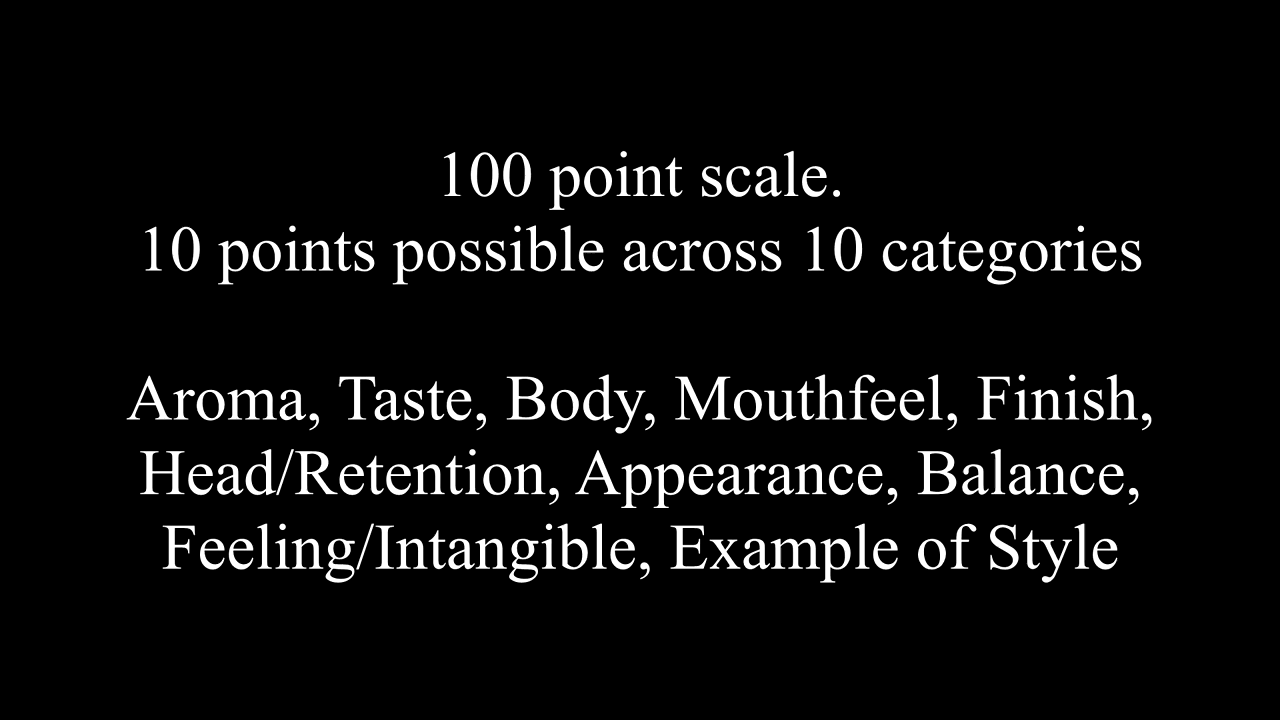 100 point scale.
10 points possible across 10 categories
Aroma, Taste, Body, Mouthfeel, Finish,
Head/Retention, Appearance, Balance,
Feeling/Intangible, Example of Style